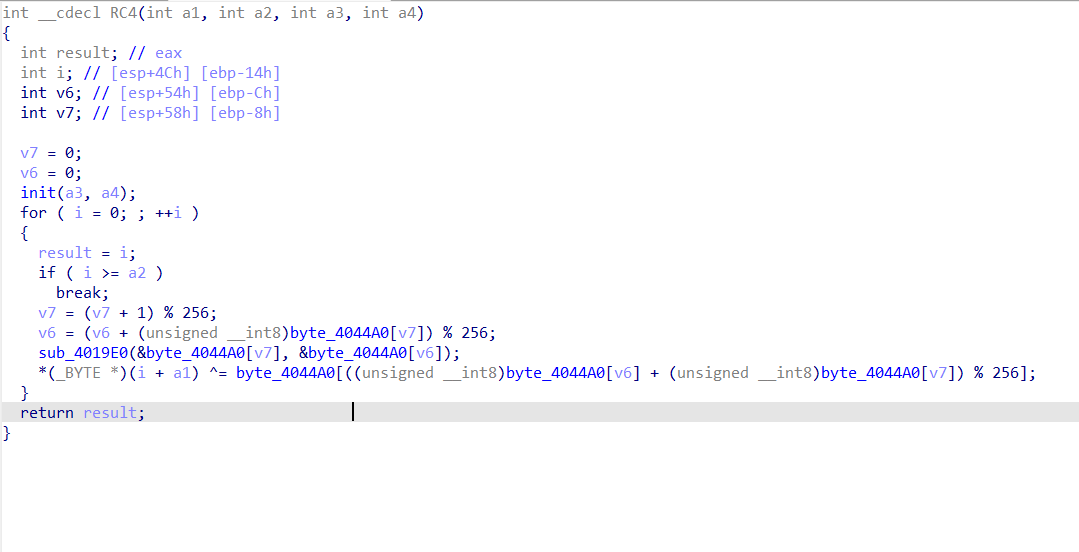 int __cdecl RC4(int a1, int a2, int a3, int a4)
{
  int result; // eax
  int i; // [esp+4Ch] [ebp-14h]
  int v6; // [esp+54h] [ebp-Ch]
  int v7; // [esp+58h] [ebp-8h]

  v7 = 0;
  v6 = 0;
  init(a3, a4);
  for ( i = 0; ; ++i )
  {
    result = i;
    if ( i >= a2 )
      break;
    v7 = (v7 + 1) % 256;
    v6 = (v6 + (unsigned __int8)byte_4044A0[v7]) % 256;
    sub_4019E0(&byte_4044A0[v7], &byte_4044A0[v6]);
    *(_BYTE *)(i + a1) ^= byte_4044A0[((unsigned __int8)byte_4044A0[v6] + (unsigned __int8)byte_4044A0[v7]) % 256];
  }
  return result;
}